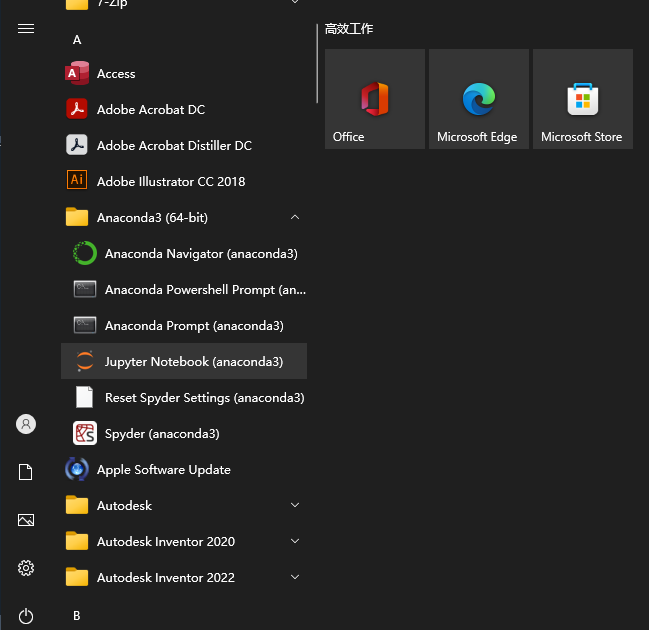 7-Zip
A
Access
Adobe Acrobat DC
Adobe Acrobat Distiller DC
Adobe Illustrator CC 2018
Anaconda3 (64-bit)
Anaconda Navigator (anaconda3)
Anaconda Powershell Prompt (an...
Anaconda Prompt (anaconda3)
Jupyter Notebook (anaconda3)
Reset Spyder Settings (anaconda3)
Spyder (anaconda3)
Apple Software Update
Autodesk
Autodesk Inventor 2020
Autodesk Inventor 2022
B
高效工作
Office
Microsoft Edge
Microsoft Store